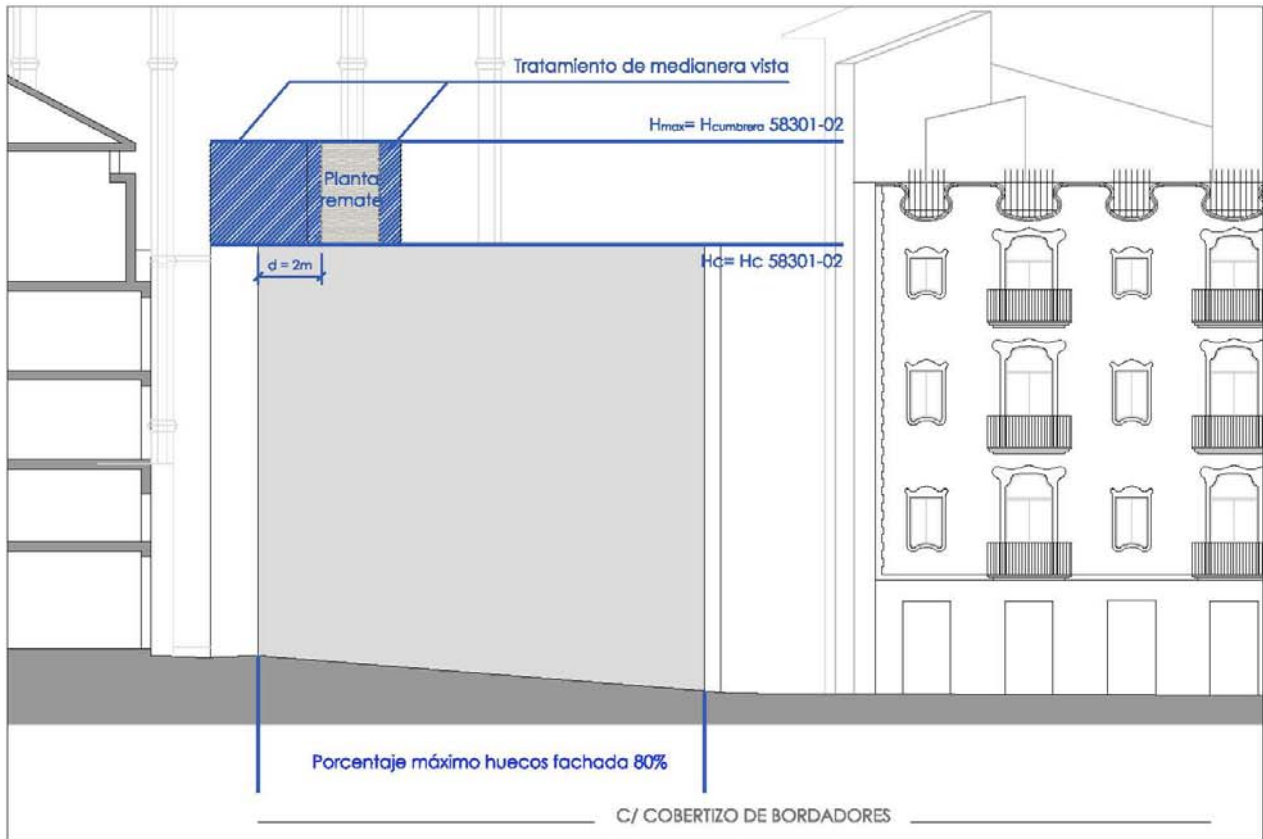 Tratamiento de medianera vista
Hmax= Hcumbrera 58301-02
Planta
remate
Hc= Hc 58301-02
d = 2m
Porcentaje máximo huecos fachada 80%
C/ COBERTIZO DE BORDADORES